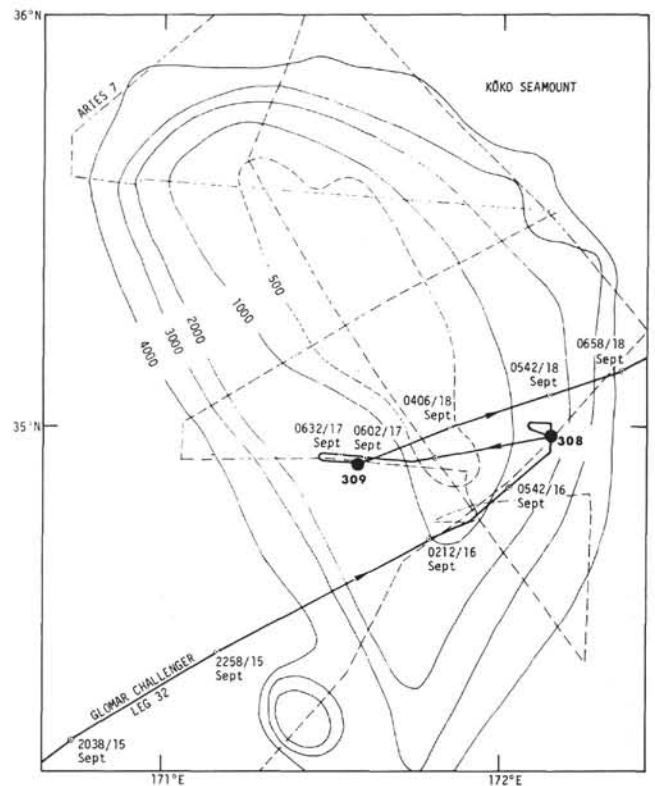 36°N
ARIES 7
KŌKO SEAMOUNT
500
1000
2000
3000
4000
0658/18
Sept
0542/18
Sept
0406/18
Sept
35°N
0632/17
Sept
0602/17
Sept
308
309
0542/16
Sept
0212/16
Sept
2258/15
Sept
GLOMAR CHALLENGER
LEG 32
2038/15
Sept
171°E
172°E